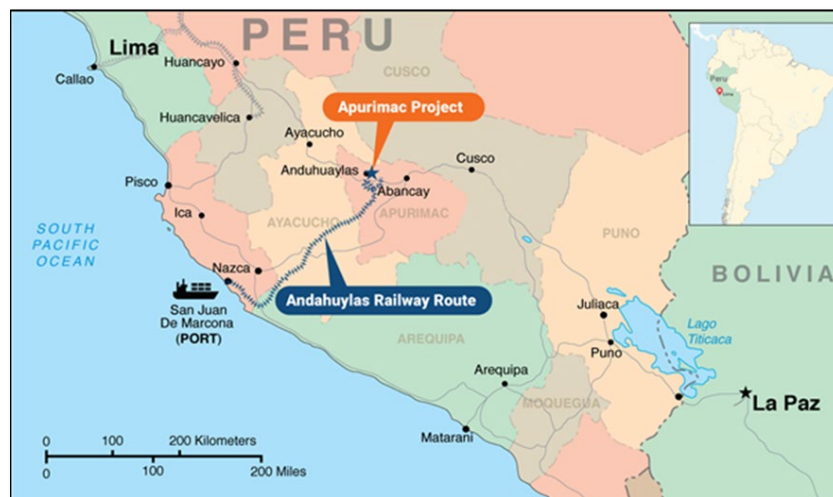 PERU
Lima
Callao
Huancayo
CUSCO
Huancavelica
Apurimac Project
Ayacucho
Anduhuaylas
Cusco
Abancay
Pisco
Ica
AYACUCHO
APURIMAC
PUNO
SOUTH
PACIFIC
OCEAN
Nazca
BOLIVIA
Andahuylas Railway Route
San Juan
De Marcona
(PORT)
Juliaca
Lago
Titicaca
AREQUIPA
Puno
Arequipa
MOQUEGUA
La Paz
Matarani
0 100 200 Kilometers
0 100 200 Miles
Peru
Lima